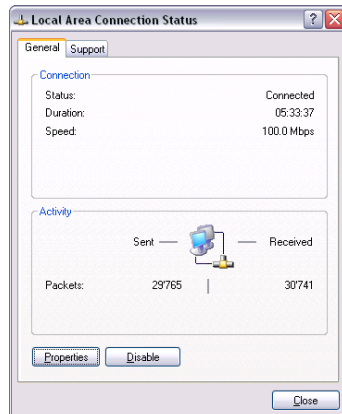 Local Area Connection Status
General Support
Connection
Status: Connected
Duration: 05:33:37
Speed: 100.0 Mbps
Activity
Sent — — Received
Packets: 29'765 | 30'741
Properties Disable
Close